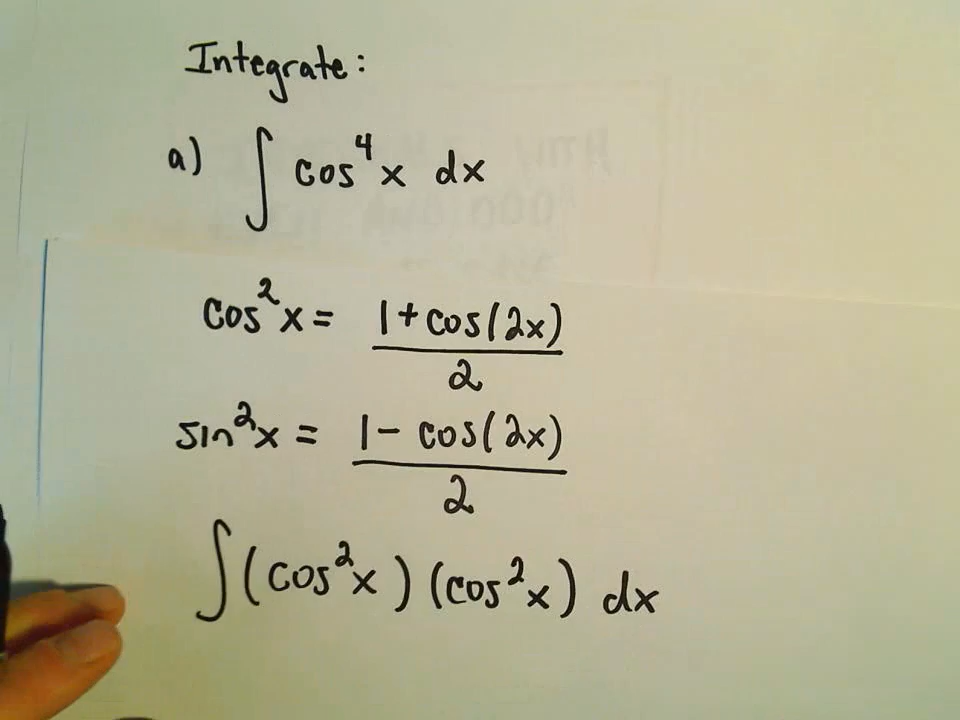 Integrate:
a) ∫ cos⁴x dx
cos²x = 1+cos(2x)
2
sin²x = 1- cos(2x)
2
∫(cos²x)(cos²x) dx